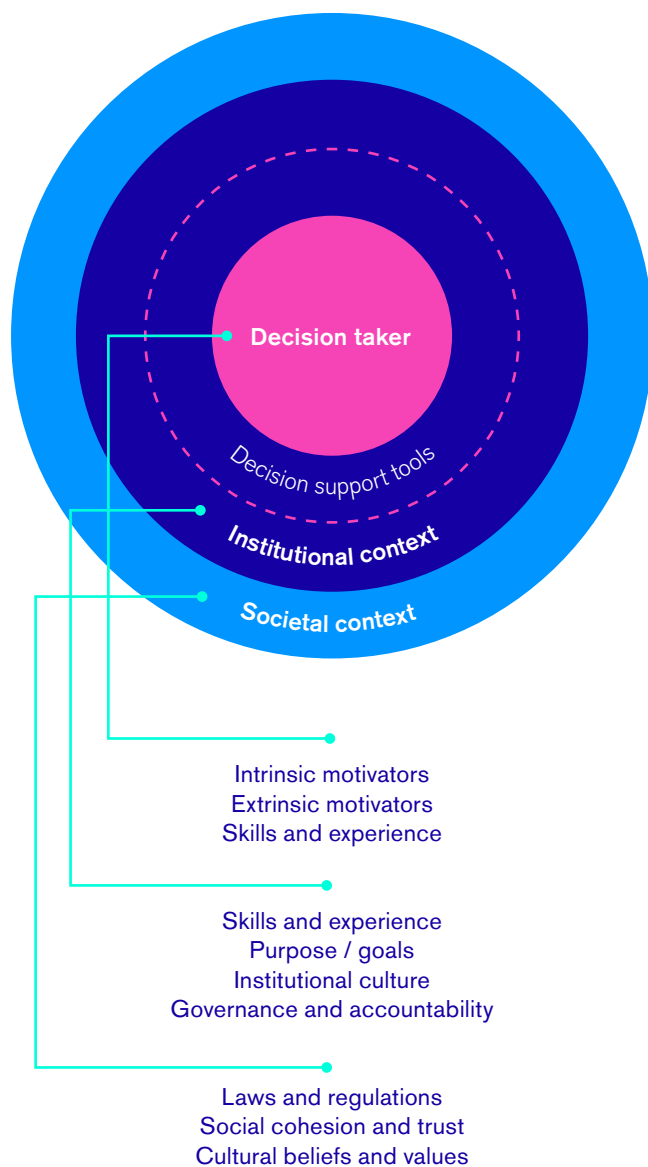 Decision taker
Decision support tools
Institutional context
Societal context
Intrinsic motivators
Extrinsic motivators
Skills and experience
Skills and experience
Purpose / goals
Institutional culture
Governance and accountability
Laws and regulations
Social cohesion and trust
Cultural beliefs and values